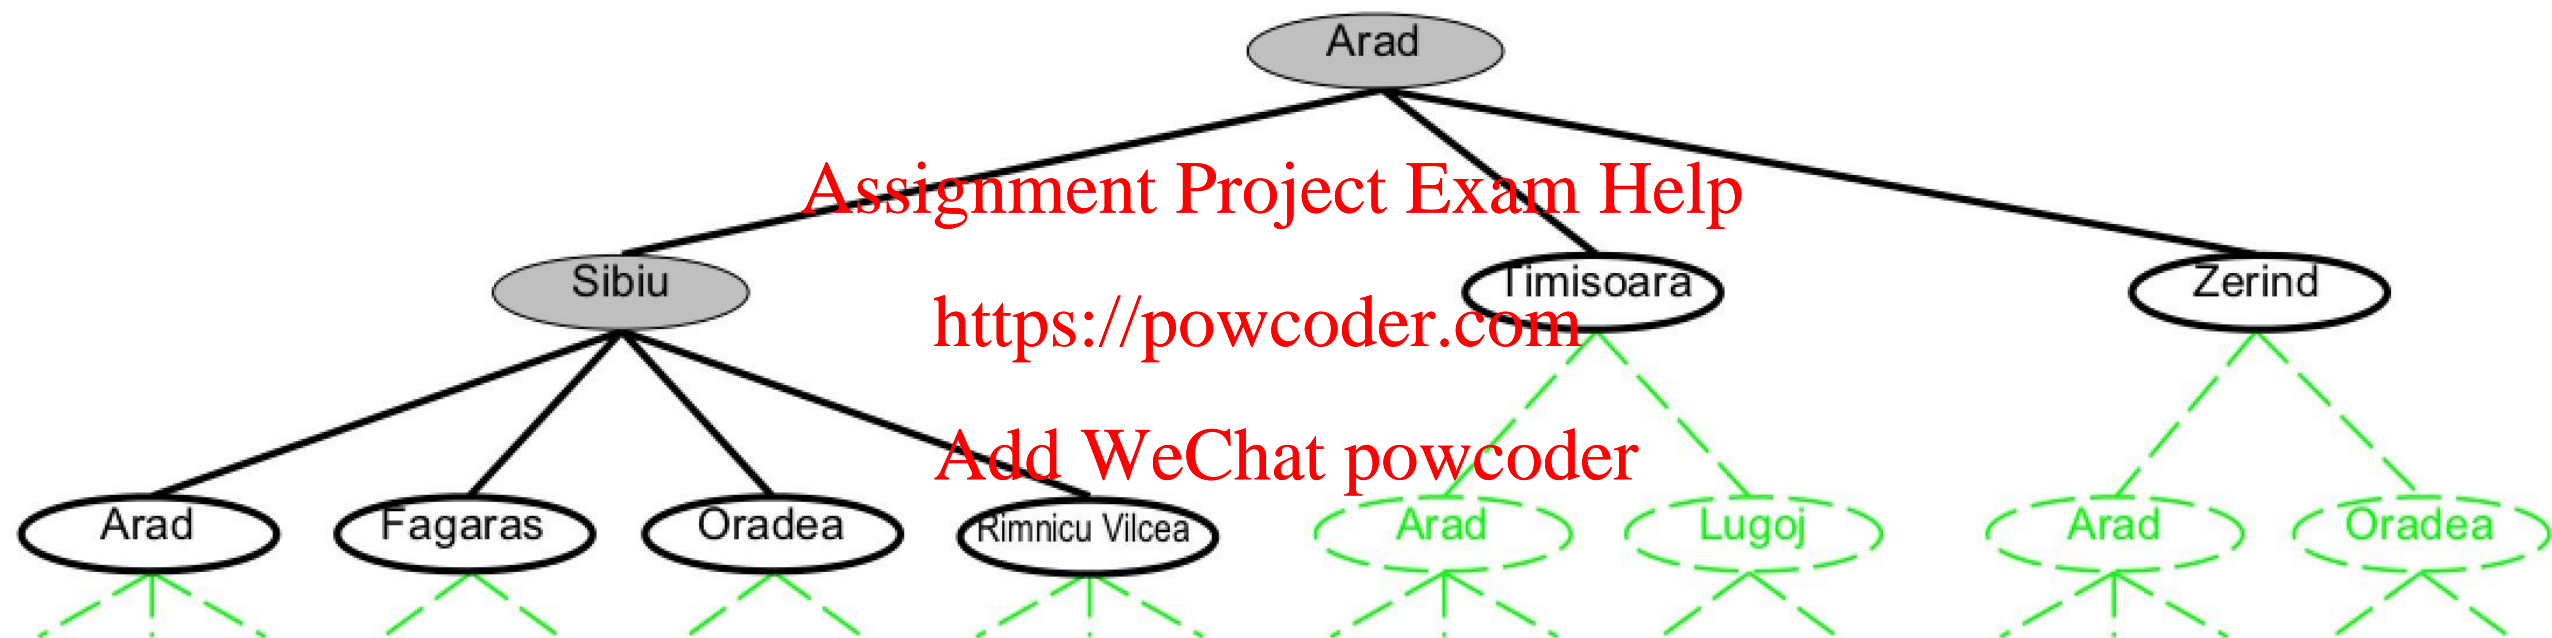 Arad
Assignment Project Exam Help
Sibiu
Timisoara
Zerind
https://powcoder.com
Add WeChat powcoder
Arad
Fagaras
Oradea
Rimnicu Vilcea
Arad
Lugoj
Arad
Oradea